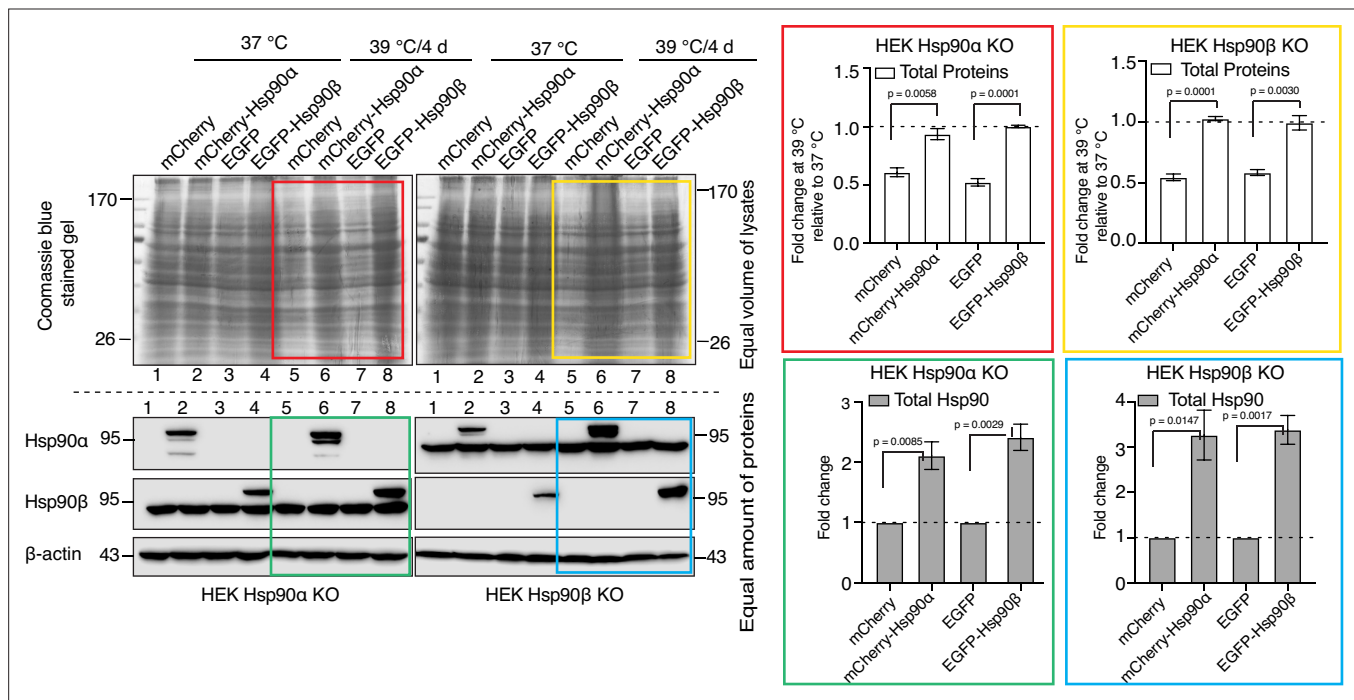 37 °C
39 °C/4 d
37 °C
39 °C/4 d
mCherry
mCherry-Hsp90α
EGFP
EGFP-Hsp90β
mCherry
mCherry-Hsp90α
EGFP
EGFP-Hsp90β
mCherry
mCherry-Hsp90α
EGFP
EGFP-Hsp90β
mCherry
mCherry-Hsp90α
EGFP
EGFP-Hsp90β
Coomassie blue
stained gel
170
26
170
26
Equal volume of lysates
1 2 3 4 5 6 7 8
1 2 3 4 5 6 7 8
1 2 3 4 5 6 7 8
1 2 3 4 5 6 7 8
Hsp90α
95
95
Hsp90β
95
95
β-actin
43
43
Equal amount of proteins
HEK Hsp90α KO
HEK Hsp90β KO
HEK Hsp90α KO
Total Proteins
p = 0.0058
p = 0.0001
1.5
1.0
0.5
0.0
Fold change at 39 °C
relative to 37 °C
mCherry
mCherry-Hsp90α
EGFP
EGFP-Hsp90β
HEK Hsp90β KO
Total Proteins
p = 0.0001
p = 0.0030
1.5
1.0
0.5
0.0
Fold change at 39 °C
relative to 37 °C
mCherry
mCherry-Hsp90α
EGFP
EGFP-Hsp90β
HEK Hsp90α KO
Total Hsp90
p = 0.0085
p = 0.0029
3
2
1
0
Fold change
mCherry
mCherry-Hsp90α
EGFP
EGFP-Hsp90β
HEK Hsp90β KO
Total Hsp90
p = 0.0147
p = 0.0017
4
3
2
1
0
Fold change
mCherry
mCherry-Hsp90α
EGFP
EGFP-Hsp90β